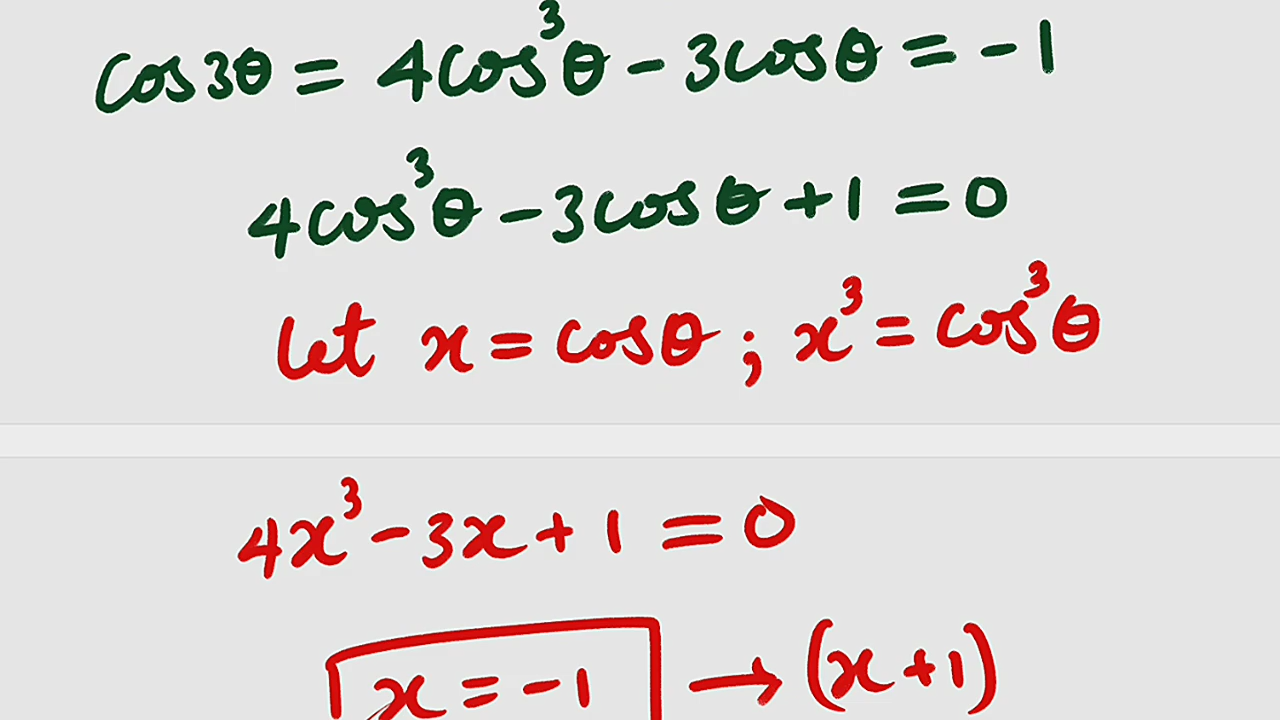 cos3θ = 4cos³θ - 3cosθ = -1
4cos³θ - 3cosθ + 1 = 0
let x = cosθ ; x³ = cos³θ
4x³ - 3x + 1 = 0
x = -1 → (x+1)